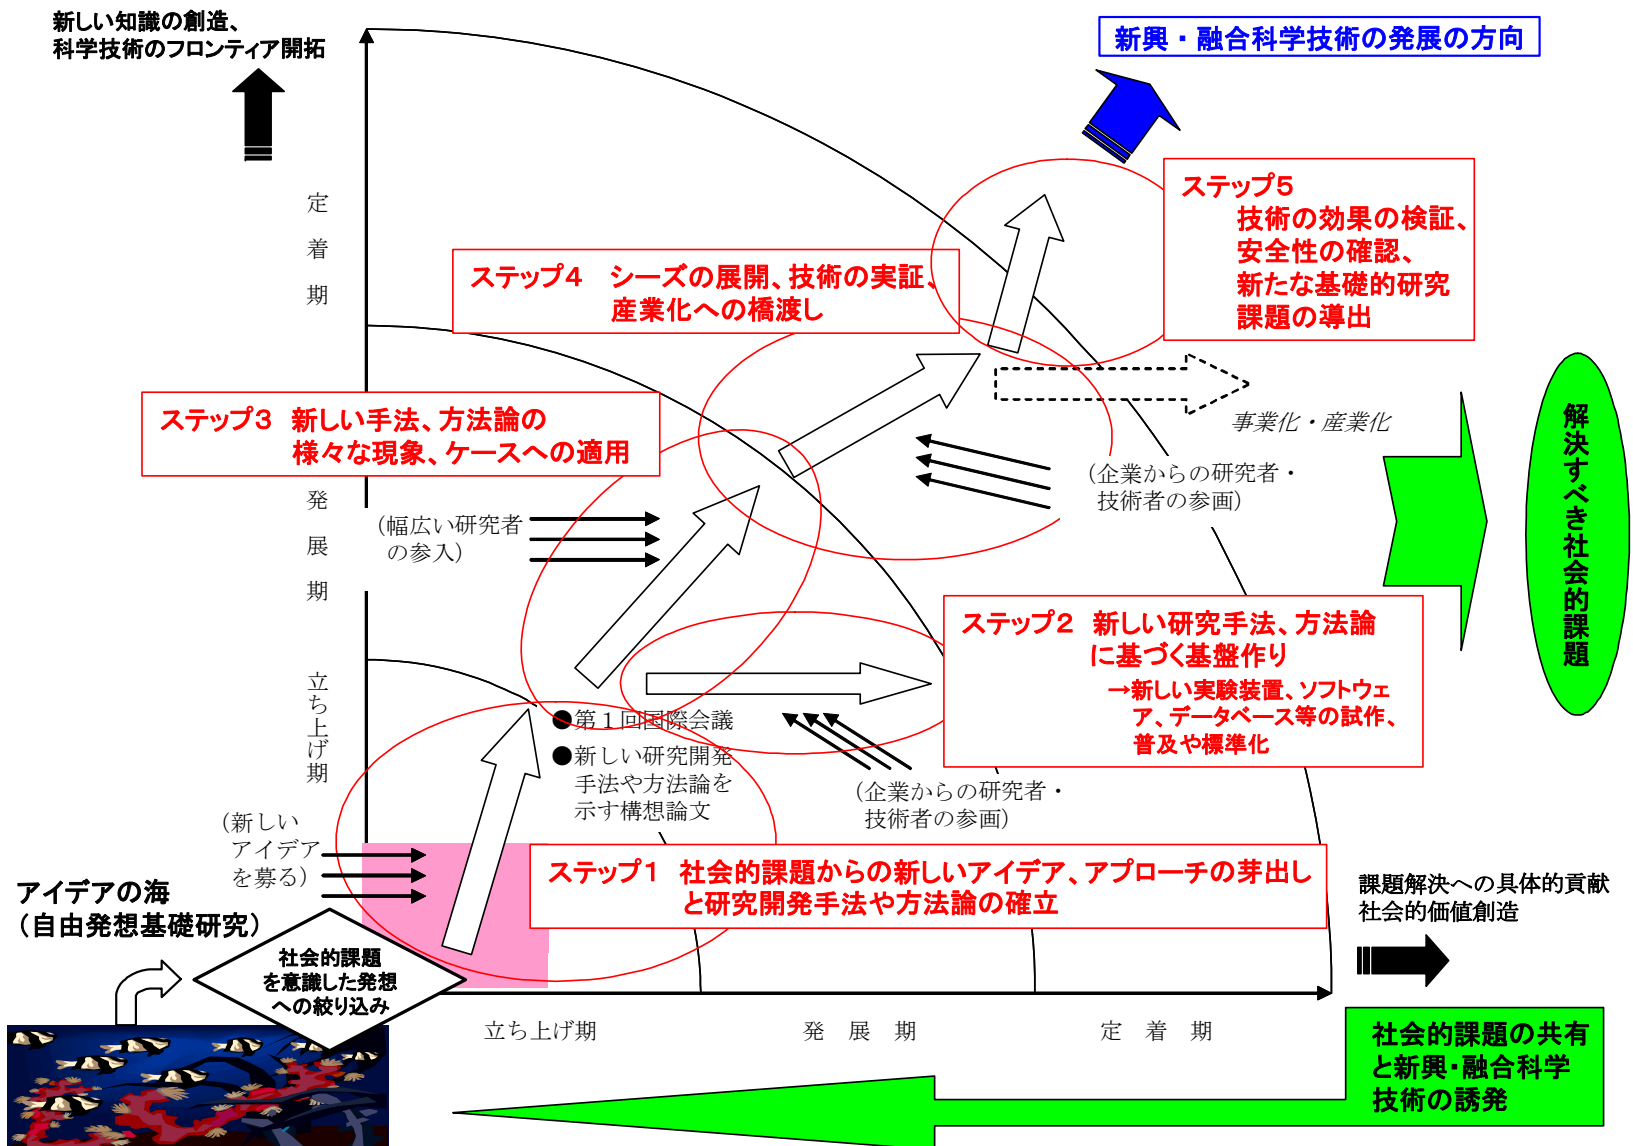 新しい知識の創造、
科学技術のフロンティア開拓
新興・融合科学技術の発展の方向
定着期
ステップ5
技術の効果の検証、
安全性の確認、
新たな基礎的研究
課題の導出
ステップ4　シーズの展開、技術の実証、
産業化への橋渡し
ステップ3　新しい手法、方法論の
様々な現象、ケースへの適用
事業化・産業化
解決すべき社会的課題
（企業からの研究者・
技術者の参画）
発展期
（幅広い研究者
の参入）
ステップ2　新しい研究手法、方法論
に基づく基盤作り
→新しい実験装置、ソフトウェ
ア、データベース等の試作、
普及や標準化
立ち上げ期
●第１回国際会議
●新しい研究開発
手法や方法論を
示す構想論文
（企業からの研究者・
技術者の参画）
（新しい
アイデア
を募る）
ステップ1　社会的課題からの新しいアイデア、アプローチの芽出し
と研究開発手法や方法論の確立
アイデアの海
（自由発想基礎研究）
社会的課題
を意識した発想
への絞り込み
課題解決への具体的貢献
社会的価値創造
立ち上げ期
発展期
定着期
社会的課題の共有
と新興・融合科学
技術の誘発